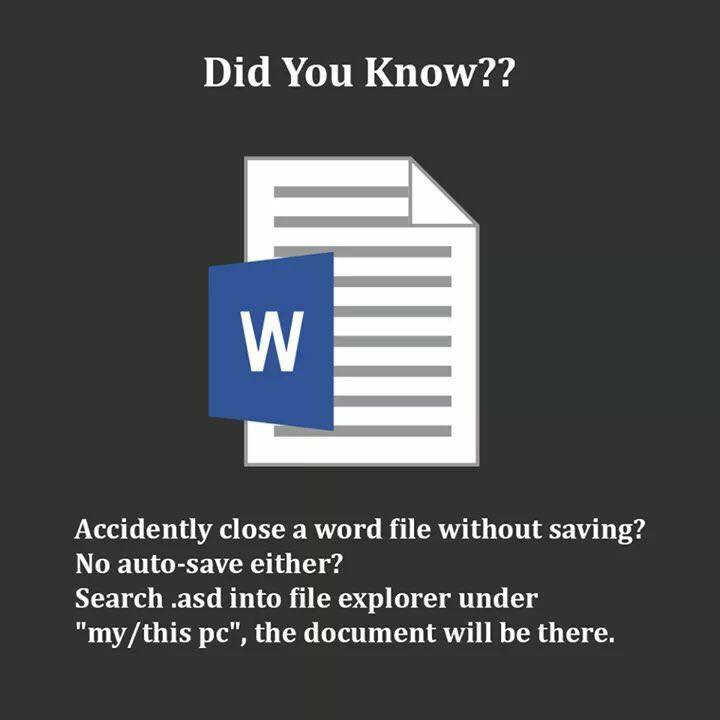 Did You Know??
W
Accidently close a word file without saving?
No auto-save either?
Search .asd into file explorer under
"my/this pc", the document will be there.